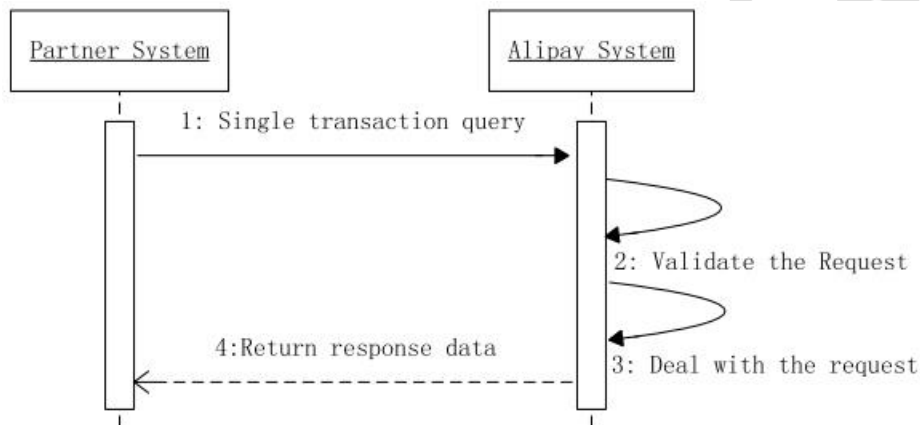 Partner System
Alipay System
1: Single transaction query
2: Validate the Request
3: Deal with the request
4:Return response data